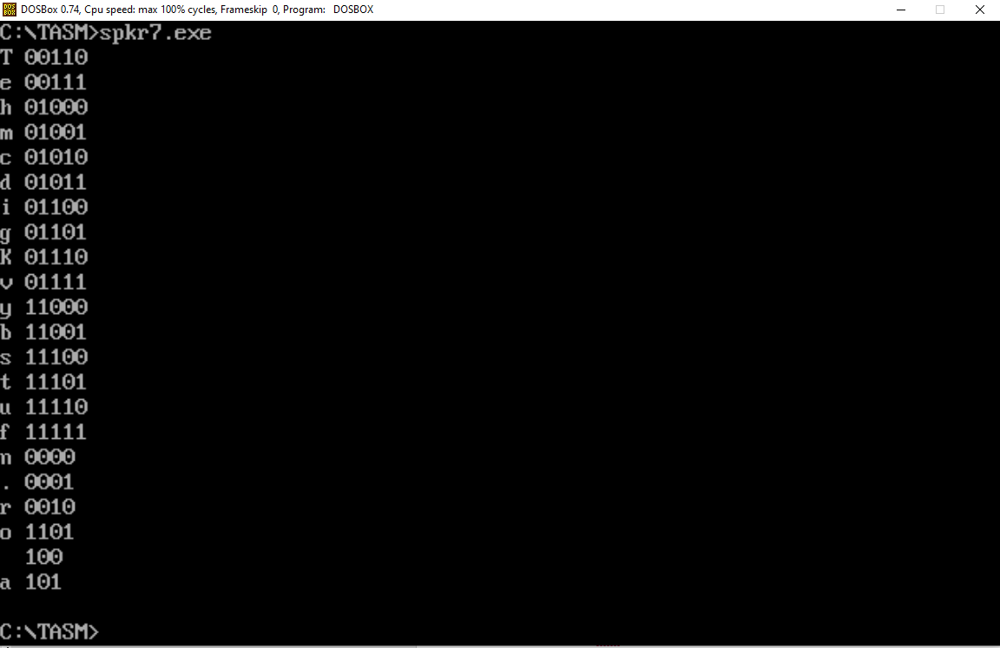 DOSBox 0.74, Cpu speed: max 100% cycles, Frameskip 0, Program: DOSBOX
C:\TASM>spkr7.exe
T 00110
e 00111
h 01000
m 01001
c 01010
d 01011
i 01100
g 01101
K 01110
v 01111
y 11000
b 11001
s 11100
t 11101
u 11110
f 11111
n 0000
. 0001
r 0010
o 1101
  100
a 101
C:\TASM>